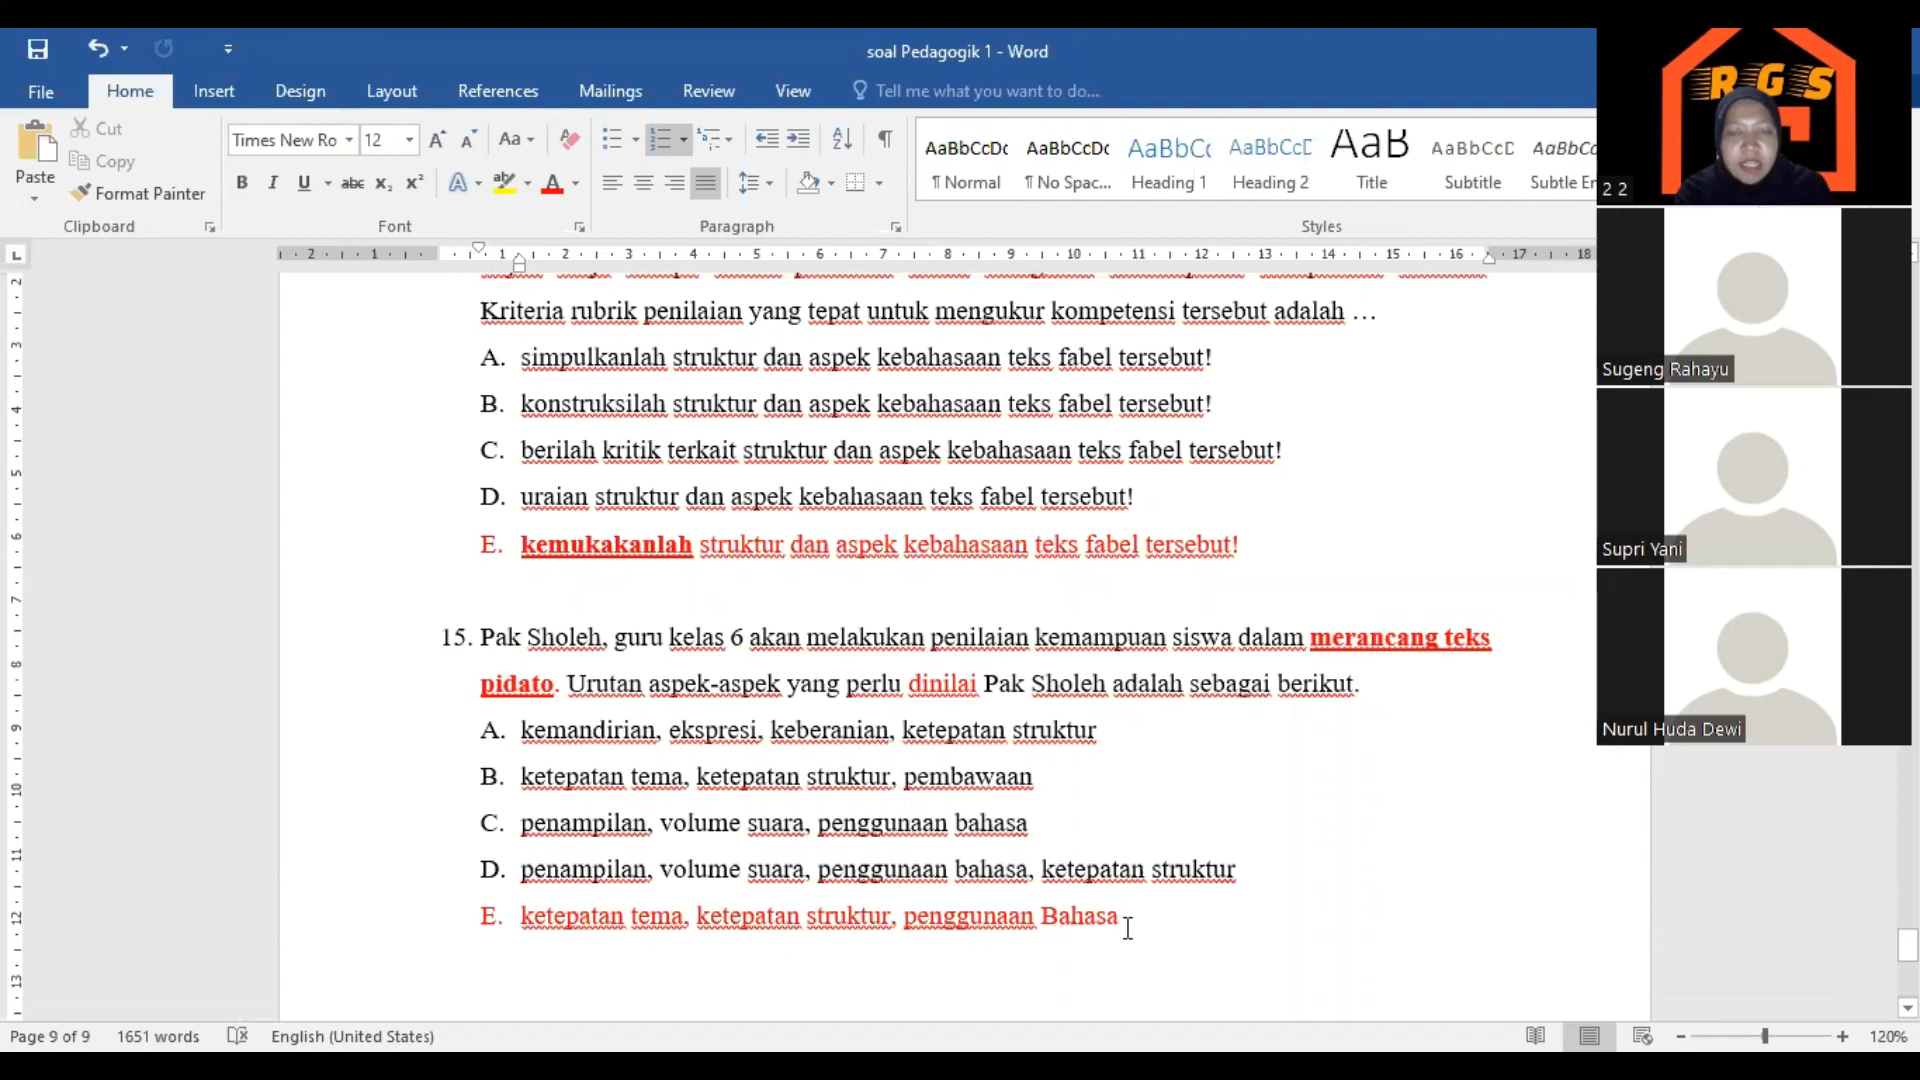 soal Pedagogik 1 - Word
File Home Insert Design Layout References Mailings Review View Tell me what you want to do...
Cut
Copy
Paste
Format Painter
Times New Ro 12
AaBbCcDc AaBbCcDc AaBbCc AaBbCcD AaB AaBbCcD AaBbCc
¶ Normal ¶ No Spac... Heading 1 Heading 2 Title Subtitle Subtle Em
Clipboard Font Paragraph Styles
RGS
2 2
Sugeng Rahayu
Supri Yani
Nurul Huda Dewi
Kriteria rubrik penilaian yang tepat untuk mengukur kompetensi tersebut adalah …
A. simpulkanlah struktur dan aspek kebahasaan teks fabel tersebut!
B. konstruksilah struktur dan aspek kebahasaan teks fabel tersebut!
C. berilah kritik terkait struktur dan aspek kebahasaan teks fabel tersebut!
D. uraian struktur dan aspek kebahasaan teks fabel tersebut!
E. kemukakanlah struktur dan aspek kebahasaan teks fabel tersebut!
15. Pak Sholeh, guru kelas 6 akan melakukan penilaian kemampuan siswa dalam merancang teks
pidato. Urutan aspek-aspek yang perlu dinilai Pak Sholeh adalah sebagai berikut.
A. kemandirian, ekspresi, keberanian, ketepatan struktur
B. ketepatan tema, ketepatan struktur, pembawaan
C. penampilan, volume suara, penggunaan bahasa
D. penampilan, volume suara, penggunaan bahasa, ketepatan struktur
E. ketepatan tema, ketepatan struktur, penggunaan Bahasa
Page 9 of 9 1651 words English (United States) 120%